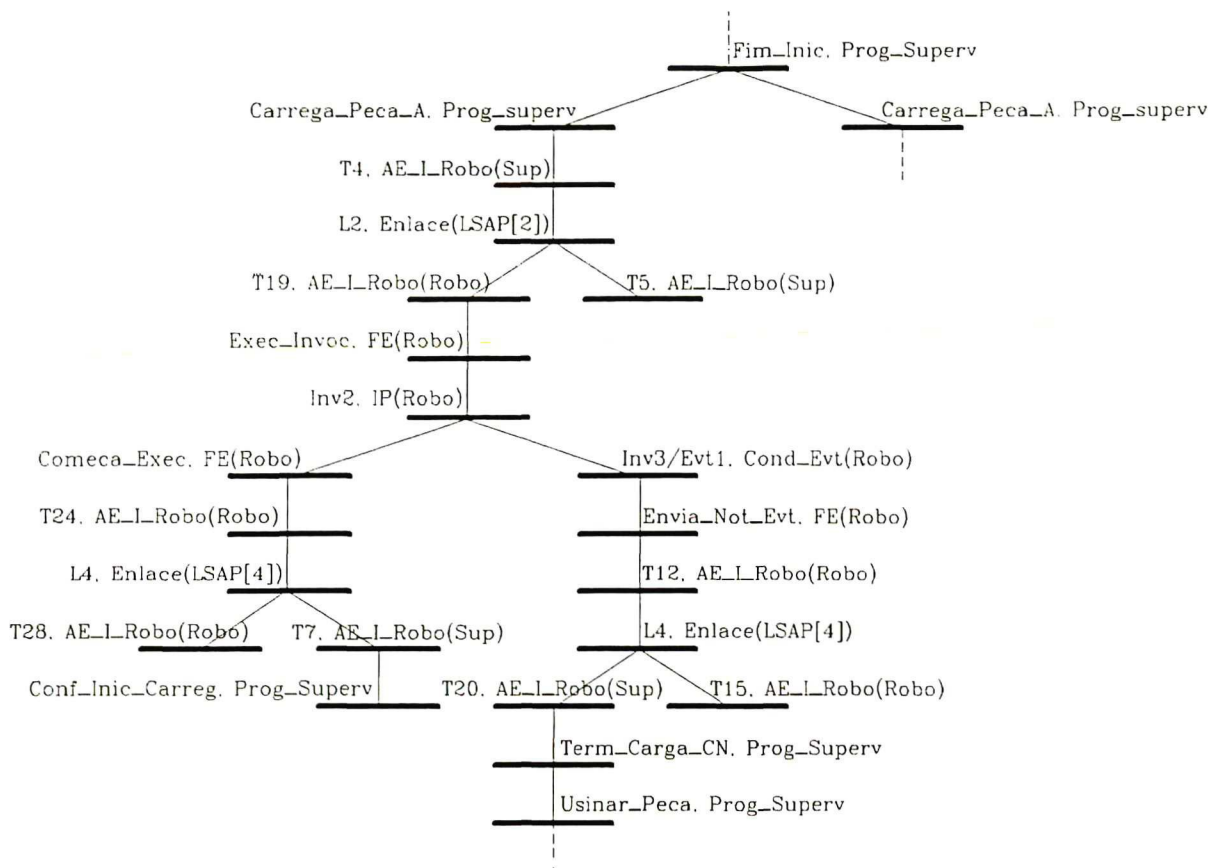 Fim_Inic, Prog_Superv
Carrega_Peca_A, Prog_superv
Carrega_Peca_A, Prog_superv
T4, AE_I_Robo(Sup)
L2, Enlace(LSAP[2])
T19, AE_I_Robo(Robo)
T5, AE_I_Robo(Sup)
Exec_Invoc, FE(Robo)
Inv2, IP(Robo)
Comeca_Exec, FE(Robo)
Inv3/Evt1, Cond_Evt(Robo)
T24, AE_I_Robo(Robo)
Envia_Not_Evt, FE(Robo)
L4, Enlace(LSAP[4])
T12, AE_I_Robo(Robo)
T28, AE_I_Robo(Robo)
T7, AE_I_Robo(Sup)
L4, Enlace(LSAP[4])
Conf_Inic_Carreg, Prog_Superv
T20, AE_I_Robo(Sup)
T15, AE_I_Robo(Robo)
Term_Carga_CN, Prog_Superv
Usinar_Peca, Prog_Superv